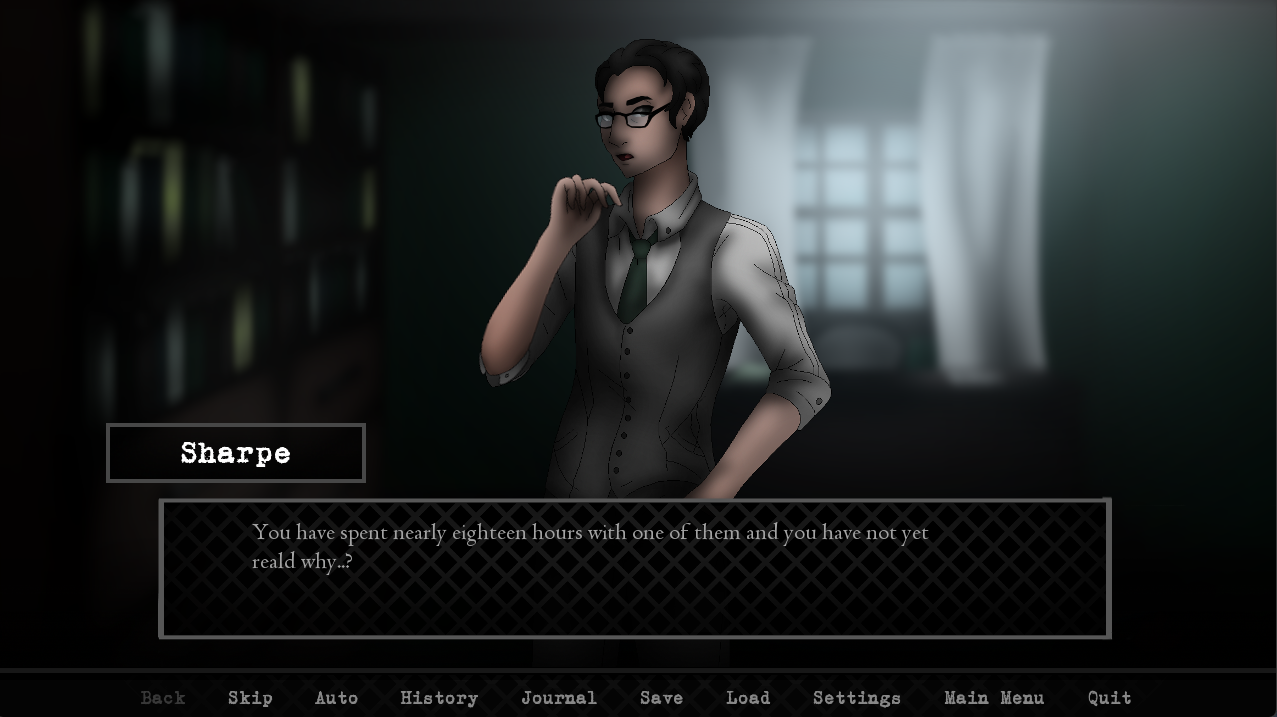 Sharpe
You have spent nearly eighteen hours with one of them and you have not yet
reald why..?
Back Skip Auto History Journal Save Load Settings Main Menu Quit